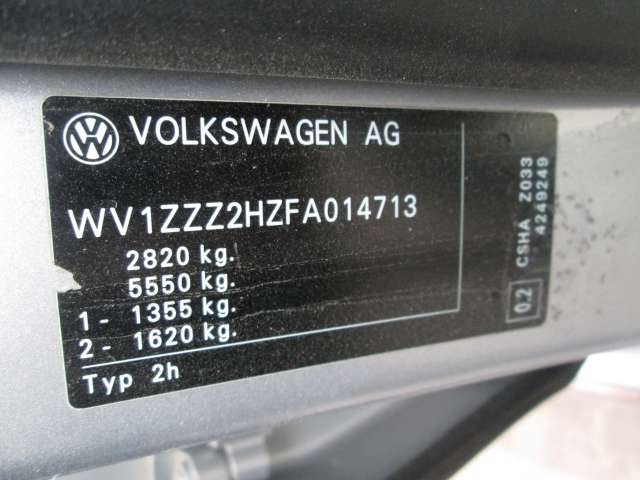 VOLKSWAGEN AG
WV1ZZZ2HZFA014713
2820 kg.
5550 kg.
1 - 1355 kg.
2 - 1620 kg.
Typ 2h
0.2 CSHA Z033
4249249